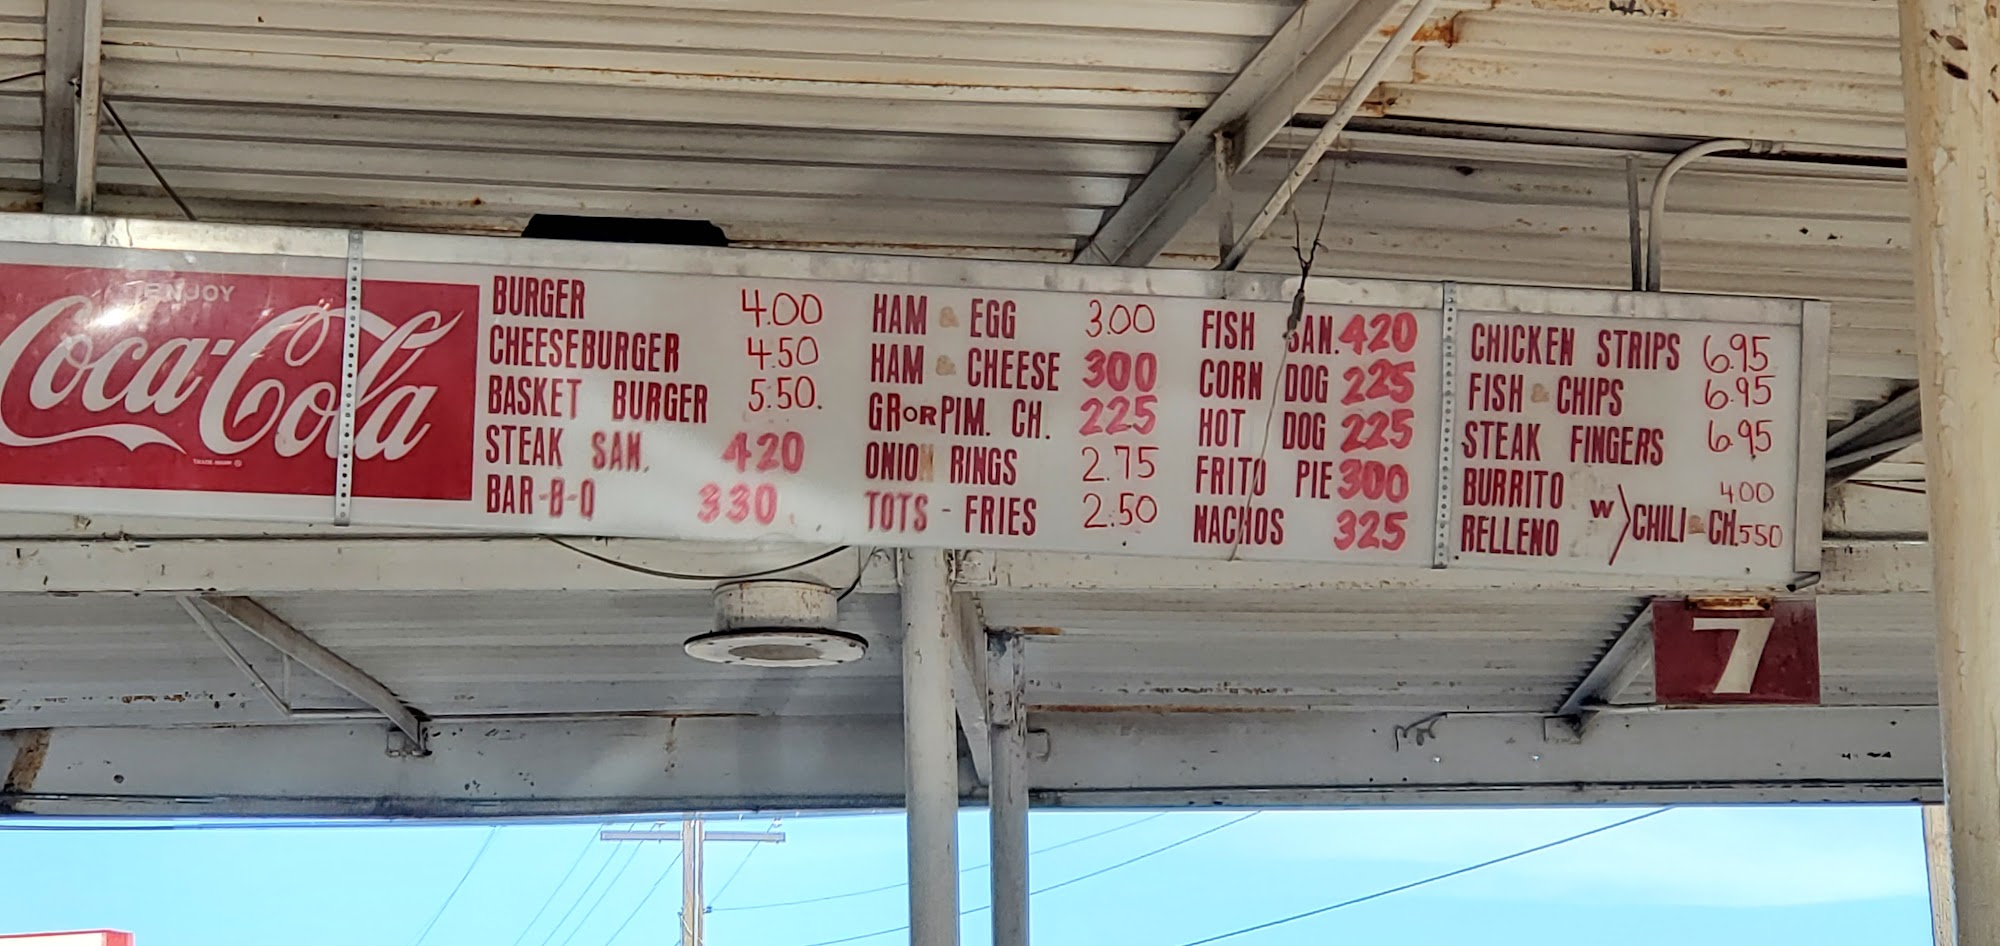 ENJOY
Coca-Cola
TRADE-MARK ®
BURGER 4.00
CHEESEBURGER 4.50
BASKET BURGER 5.50.
STEAK SAN. 420
BAR-B-Q 330
HAM & EGG 3.00
HAM & CHEESE 300
GR OR PIM. CH. 225
ONION RINGS 2.75
TOTS - FRIES 2.50
FISH SAN. 420
CORN DOG 225
HOT DOG 225
FRITO PIE 300
NACHOS 325
CHICKEN STRIPS 6.95
FISH & CHIPS 6.95
STEAK FINGERS 6.95
BURRITO 4.00
W CHILI & CH. 550
RELLENO
7